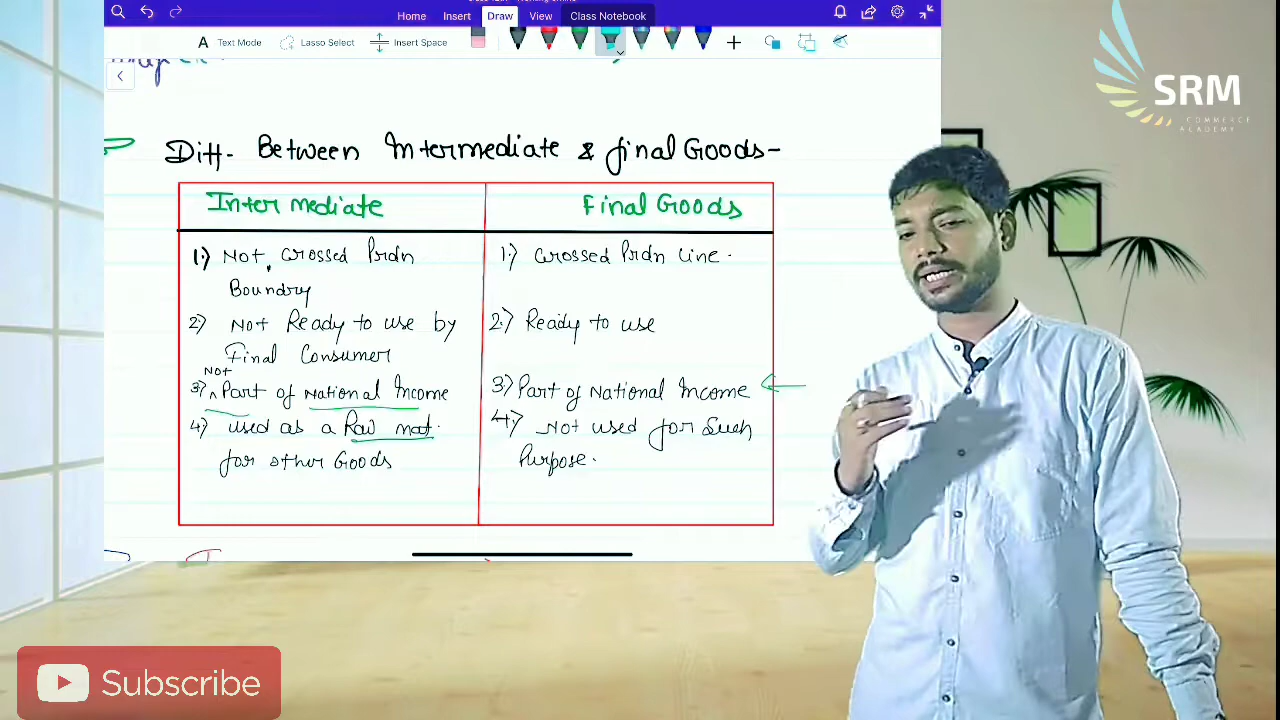 Home Insert Draw View Class Notebook
A Text Mode Lasso Select Insert Space
SRM
COMMERCE
ACADEMY
Diff- Between Intermediate & final Goods-
Intermediate Final Goods
1.) Not crossed Prdn 1.) crossed Prdn Line.
Boundry
2) Not Ready to use by 2.) Ready to use
Final Consumer
Not
3) ^ Part of National Income 3) Part of National Income
4) used as a Raw mat. 4) Not used for such
for other Goods Purpose.
Subscribe